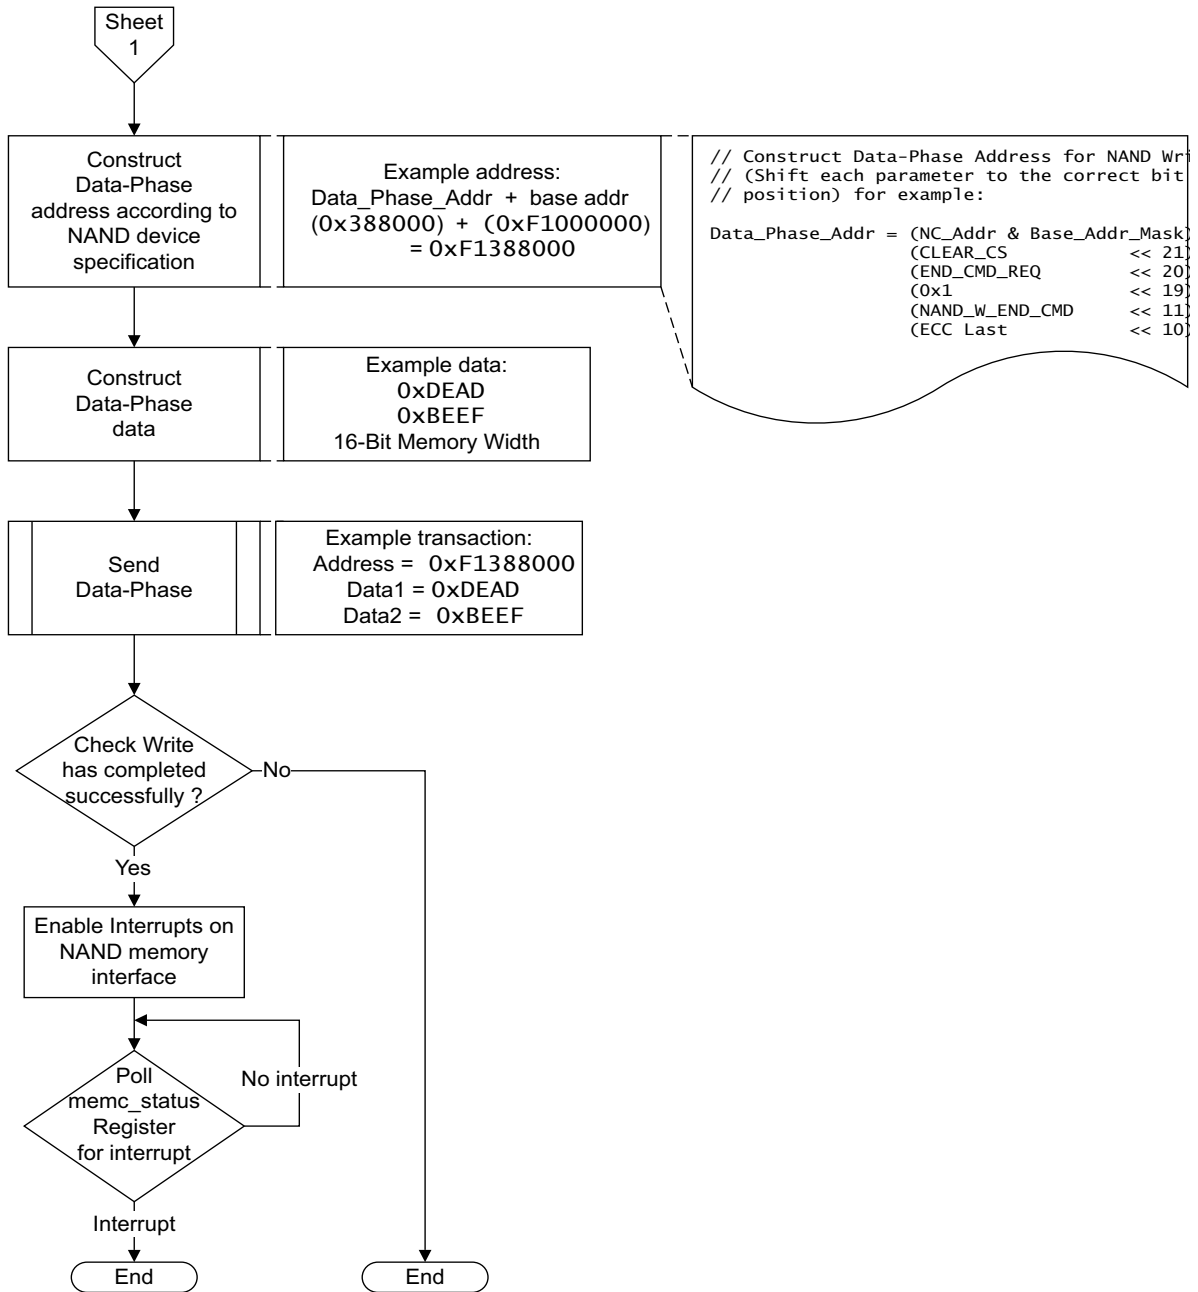 Sheet
1
Construct
Data-Phase
address according to
NAND device
specification
Example address:
Data_Phase_Addr + base addr
(0x388000) + (0xF1000000)
= 0xF1388000
// Construct Data-Phase Address for NAND Wri
// (Shift each parameter to the correct bit
// position) for example:
Data_Phase_Addr = (NC_Addr & Base_Addr_Mask)
(CLEAR_CS << 21)
(END_CMD_REQ << 20)
(0x1 << 19)
(NAND_W_END_CMD << 11)
(ECC Last << 10)
Construct
Data-Phase
data
Example data:
0xDEAD
0xBEEF
16-Bit Memory Width
Send
Data-Phase
Example transaction:
Address = 0xF1388000
Data1 = 0xDEAD
Data2 = 0xBEEF
Check Write
has completed
successfully ?
No
Yes
Enable Interrupts on
NAND memory
interface
Poll
memc_status
Register
for interrupt
No interrupt
Interrupt
End
End